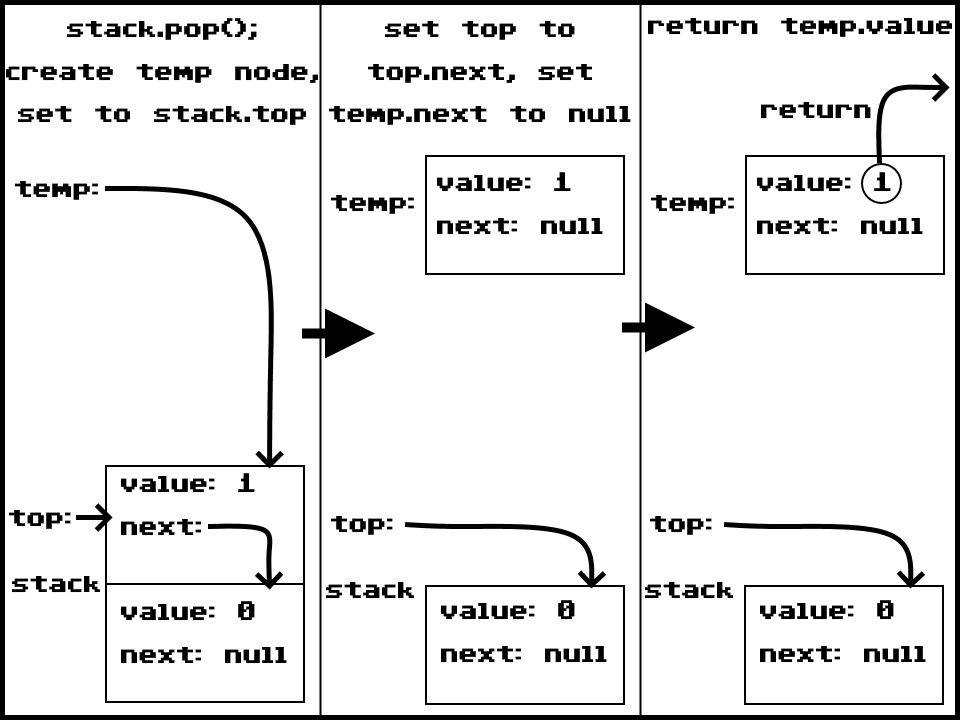 stack.pop();
create temp node,
set to stack.top
temp:
value: 1
top:
next:
stack
value: 0
next: null
set top to
top.next, set
temp.next to null
value: 1
temp:
next: null
top:
stack
value: 0
next: null
return temp.value
return
value: 1
temp:
next: null
top:
stack
value: 0
next: null